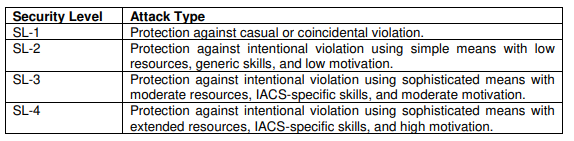 Security Level Attack Type
SL-1 Protection against casual or coincidental violation.
SL-2 Protection against intentional violation using simple means with low
resources, generic skills, and low motivation.
SL-3 Protection against intentional violation using sophisticated means with
moderate resources, IACS-specific skills, and moderate motivation.
SL-4 Protection against intentional violation using sophisticated means with
extended resources, IACS-specific skills, and high motivation.